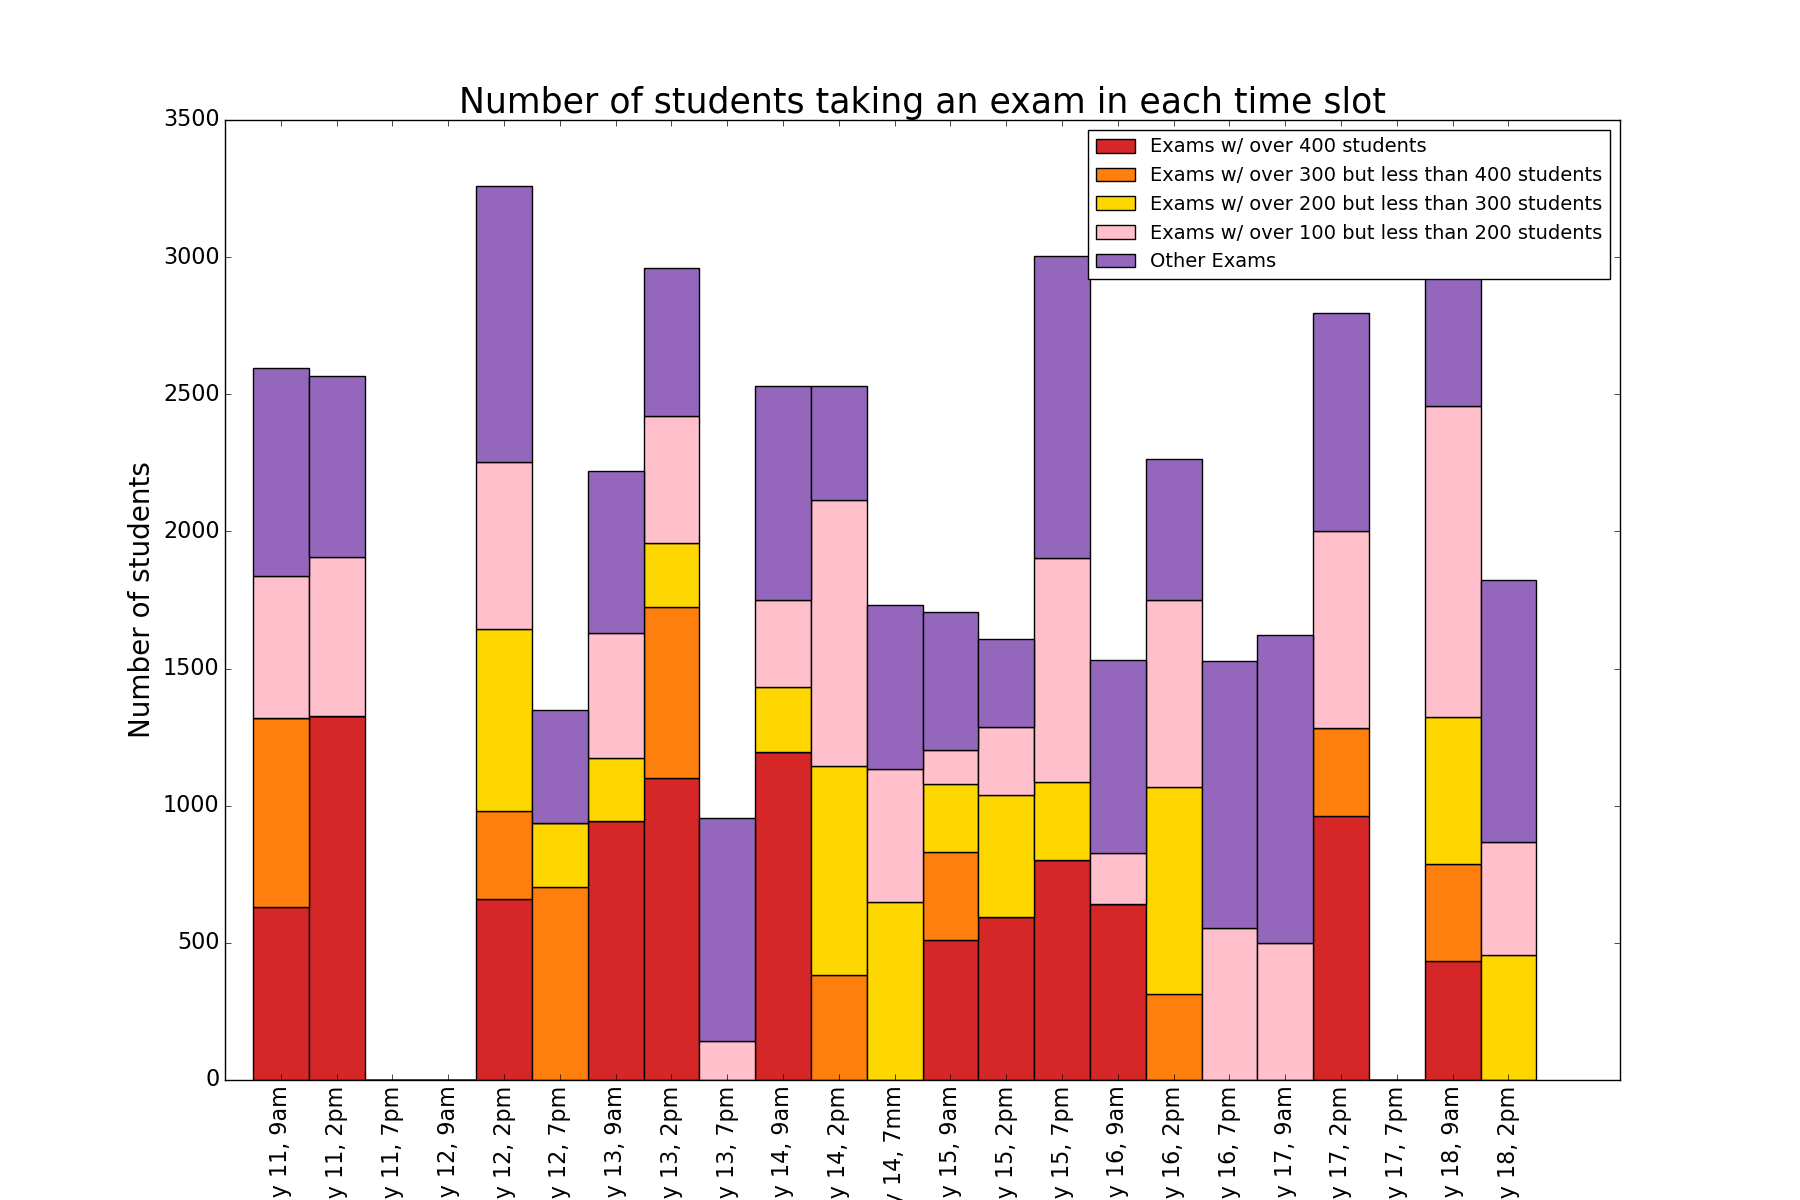 Number of students taking an exam in each time slot
Exams w/ over 400 students
Exams w/ over 300 but less than 400 students
Exams w/ over 200 but less than 300 students
Exams w/ over 100 but less than 200 students
Other Exams
Number of students
3500
3000
2500
2000
1500
1000
500
0
y 11, 9am
y 11, 2pm
y 11, 7pm
y 12, 9am
y 12, 2pm
y 12, 7pm
y 13, 9am
y 13, 2pm
y 13, 7pm
y 14, 9am
y 14, 2pm
y 14, 7mm
y 15, 9am
y 15, 2pm
y 15, 7pm
y 16, 9am
y 16, 2pm
y 16, 7pm
y 17, 9am
y 17, 2pm
y 17, 7pm
y 18, 9am
y 18, 2pm